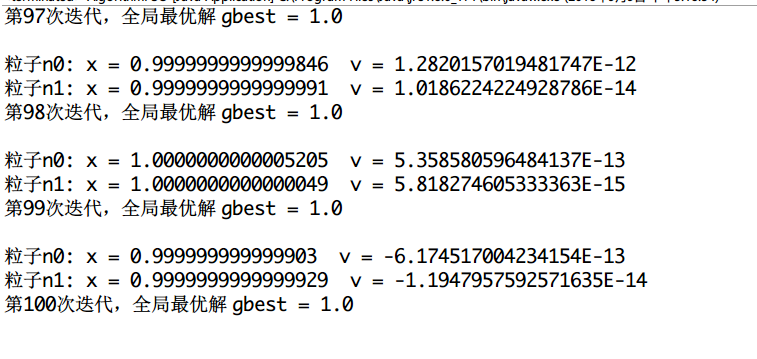 第97次迭代，全局最优解 gbest = 1.0
粒子n0: x = 0.9999999999999846 v = 1.2820157019481747E-12
粒子n1: x = 0.9999999999999991 v = 1.0186224224928786E-14
第98次迭代，全局最优解 gbest = 1.0
粒子n0: x = 1.0000000000005205 v = 5.358580596484137E-13
粒子n1: x = 1.0000000000000049 v = 5.818274605333363E-15
第99次迭代，全局最优解 gbest = 1.0
粒子n0: x = 0.999999999999903 v = -6.174517004234154E-13
粒子n1: x = 0.9999999999999929 v = -1.1947957592571635E-14
第100次迭代，全局最优解 gbest = 1.0